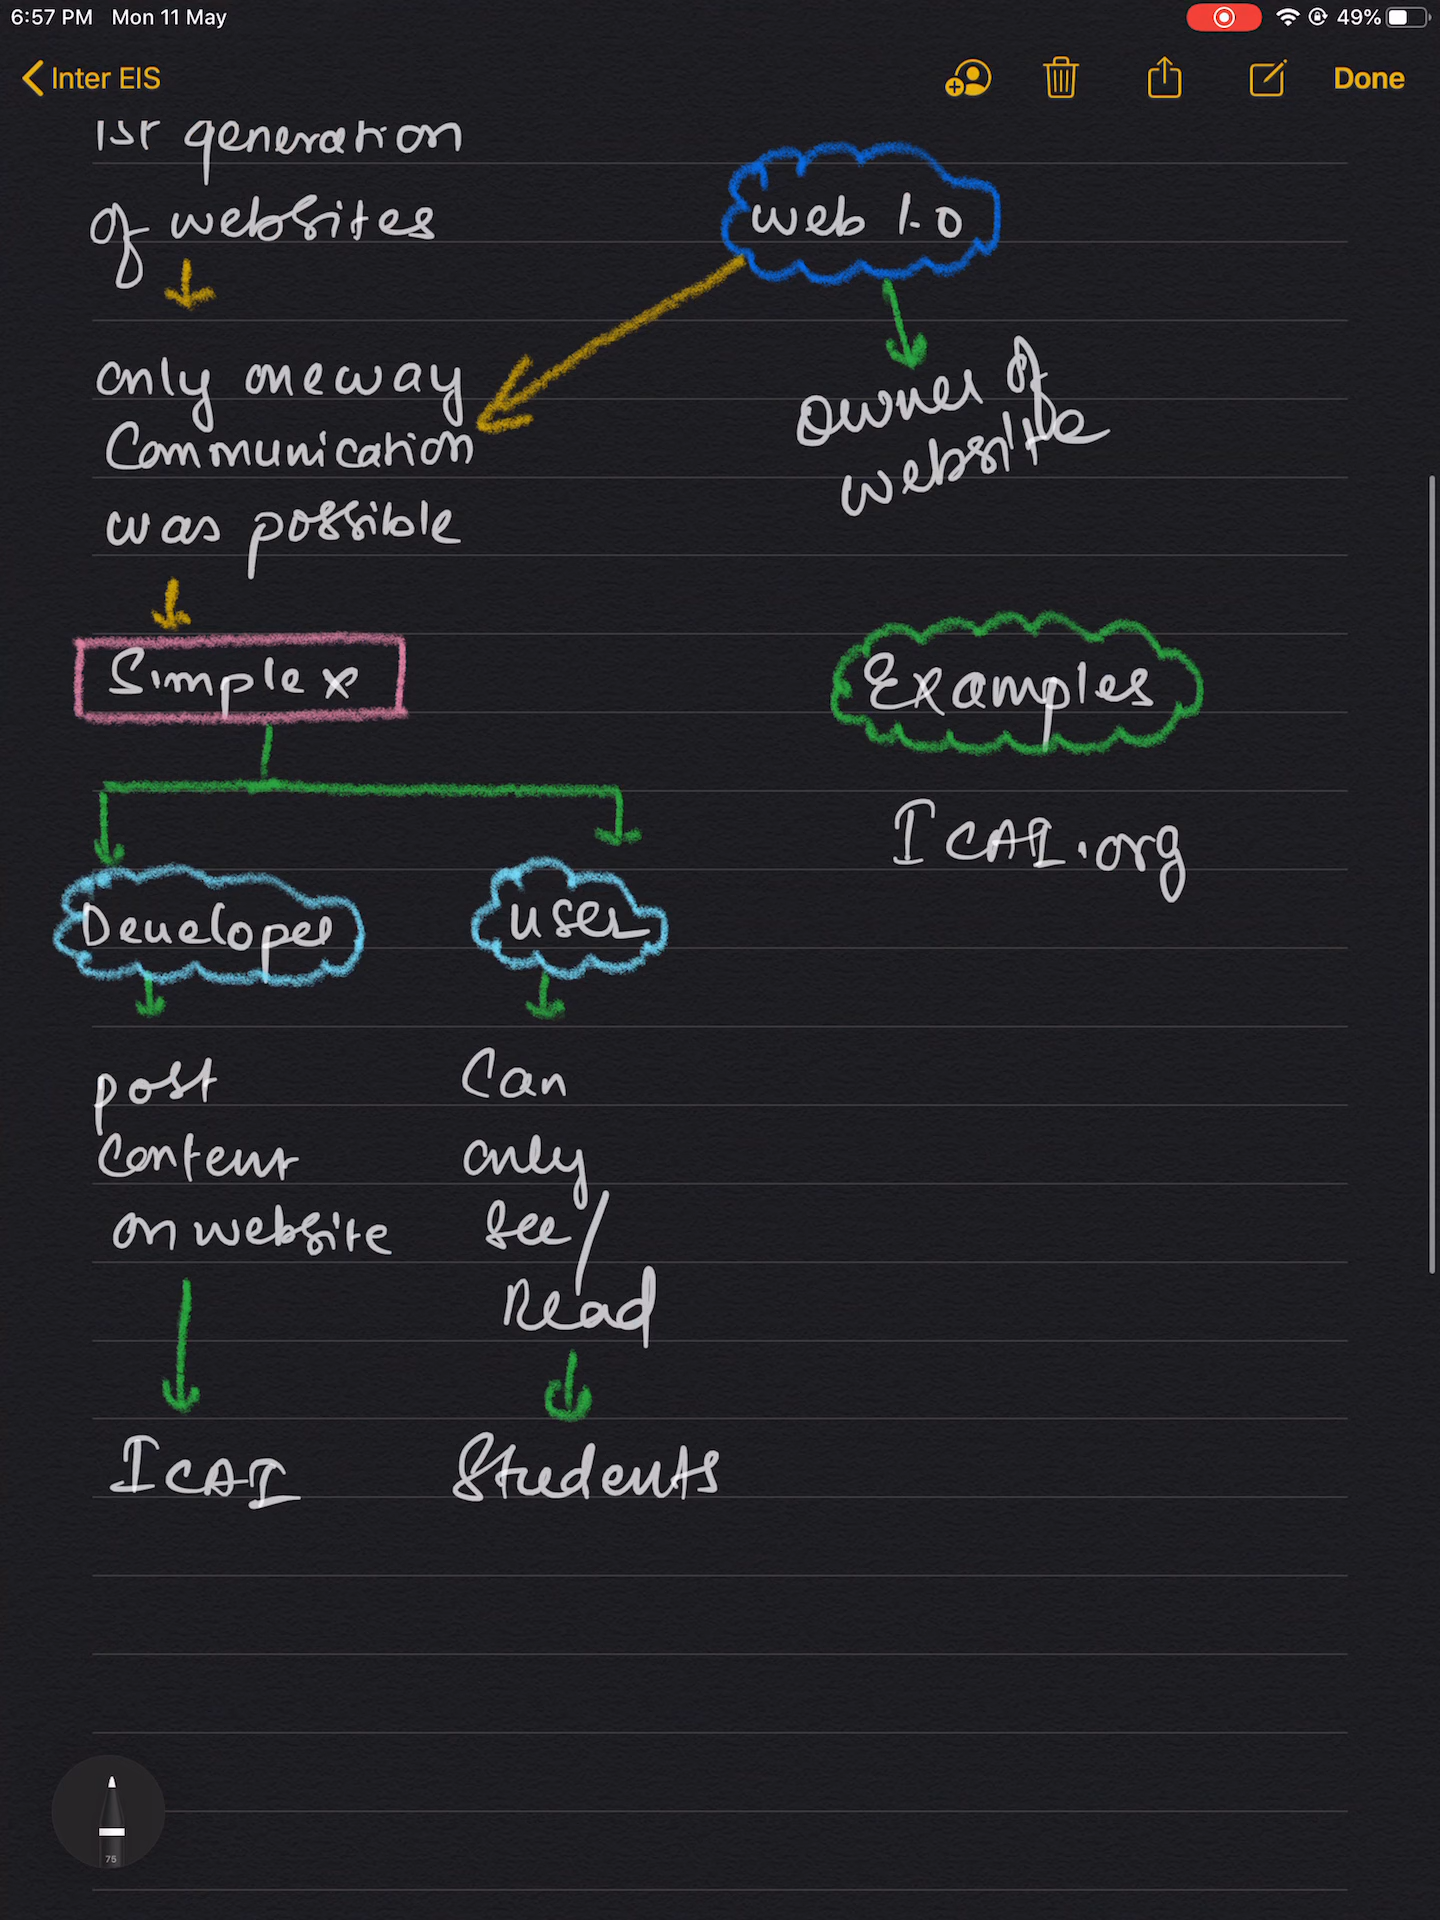 6:57 PM Mon 11 May
49%
Inter EIS
Done
1st generation
of websites
web 1.0
only oneway
Communication
was possible
owner of
website
Simplex
Examples
ICAI.org
Developer
user
post
Content
on website
Can
only
See/
Read
ICAI
Students
75